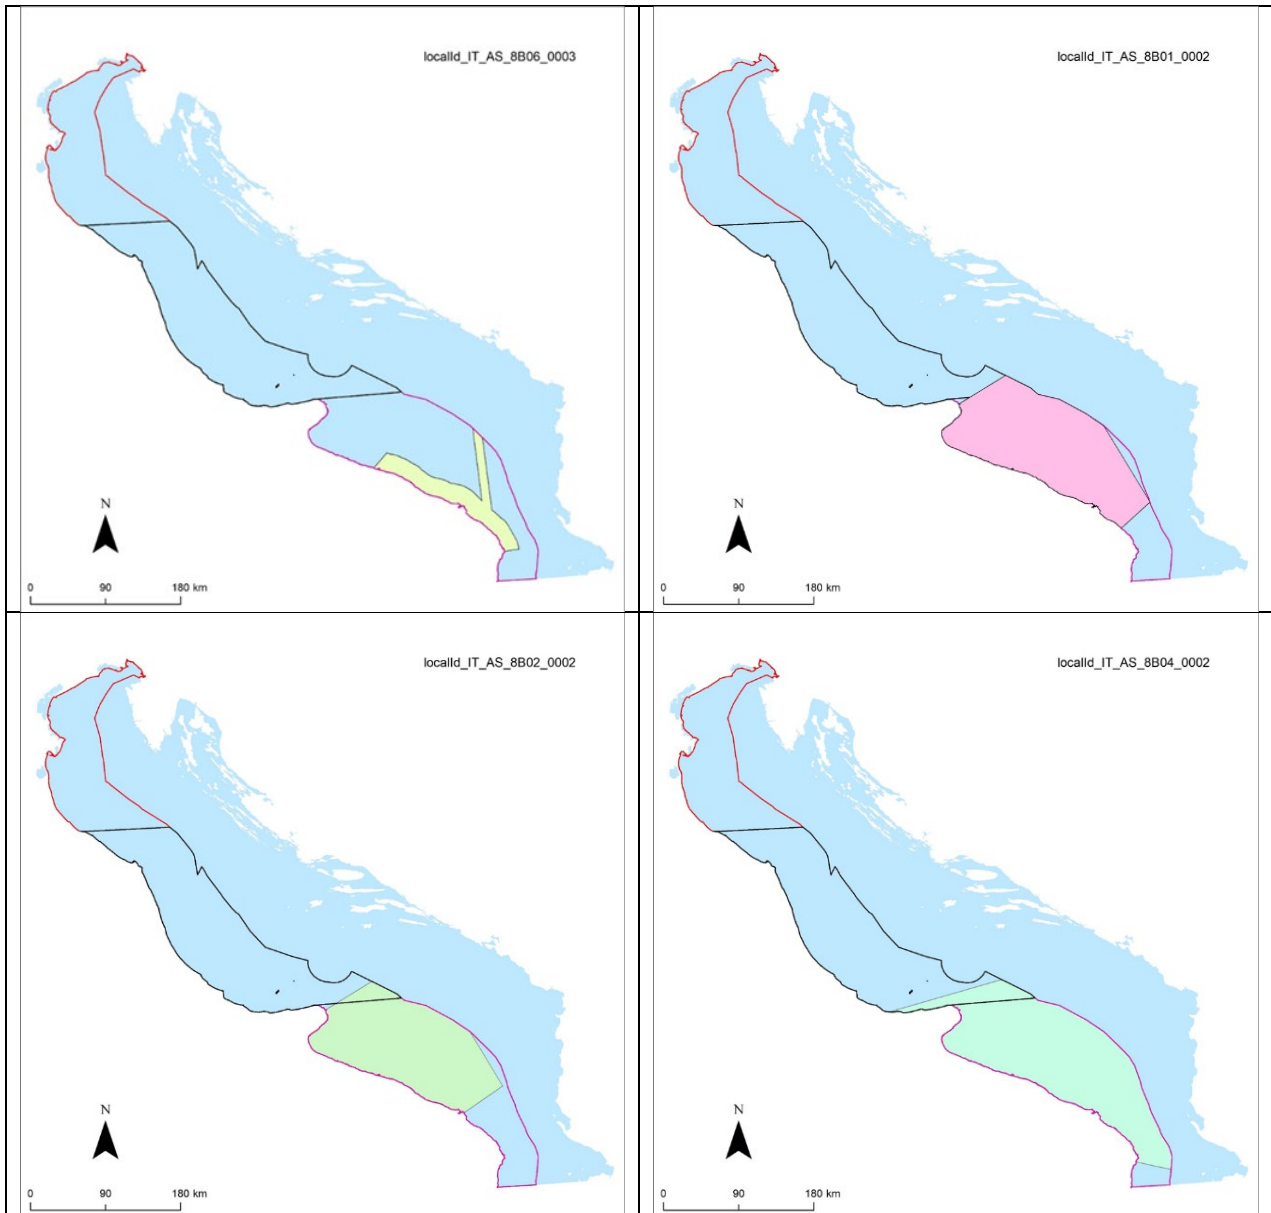 localId_IT_AS_8B06_0003
N
0 90 180 km
localId_IT_AS_8B01_0002
N
0 90 180 km
localId_IT_AS_8B02_0002
N
0 90 180 km
localId_IT_AS_8B04_0002
N
0 90 180 km